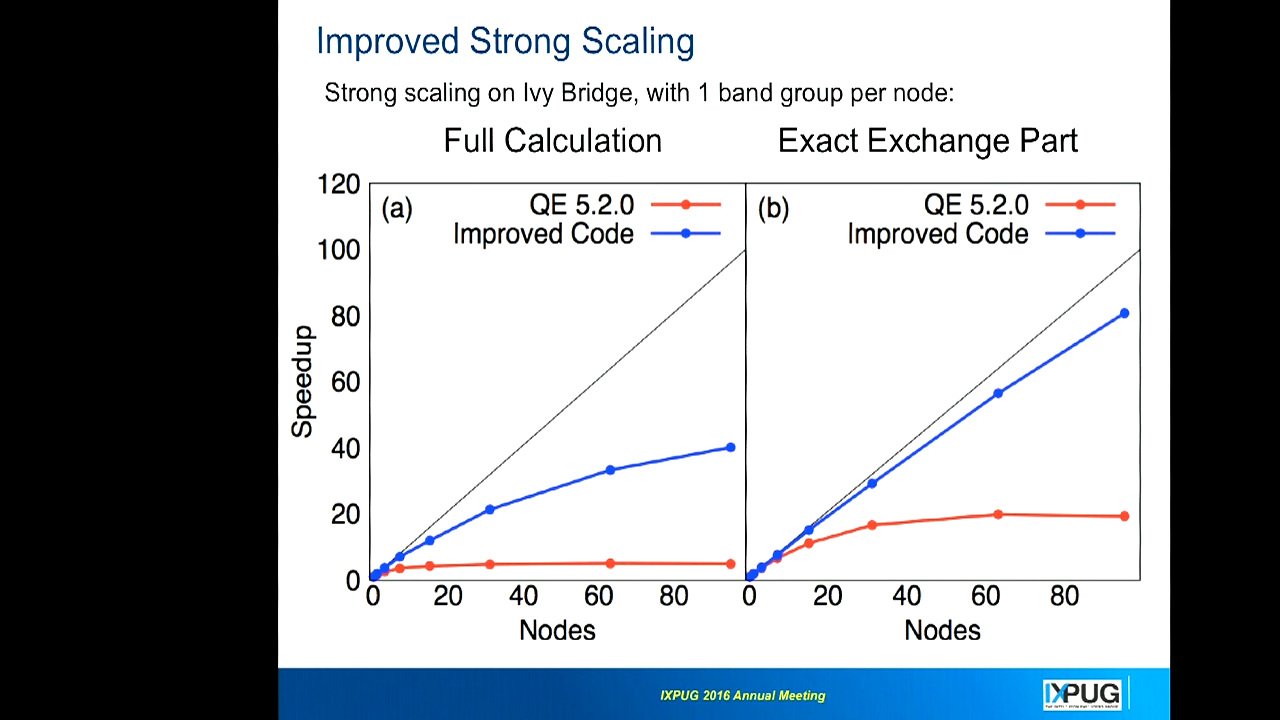 Improved Strong Scaling
Strong scaling on Ivy Bridge, with 1 band group per node:
Full Calculation
Exact Exchange Part
120
100
80
60
40
20
0
Speedup
(a)
QE 5.2.0
Improved Code
0 20 40 60 80
Nodes
(b)
QE 5.2.0
Improved Code
0 20 40 60 80
Nodes
IXPUG 2016 Annual Meeting
IXPUG